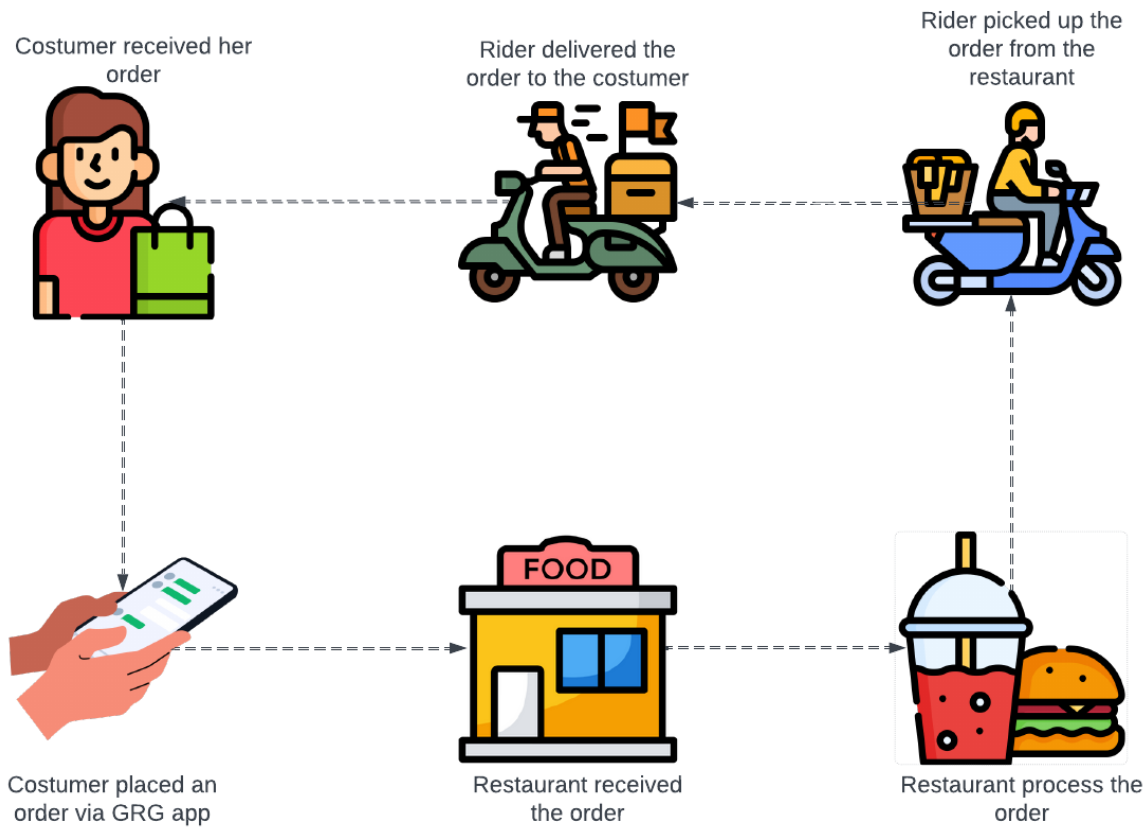 Costumer received her
order
Rider delivered the
order to the costumer
Rider picked up the
order from the
restaurant
FOOD
Costumer placed an
order via GRG app
Restaurant received
the order
Restaurant process the
order